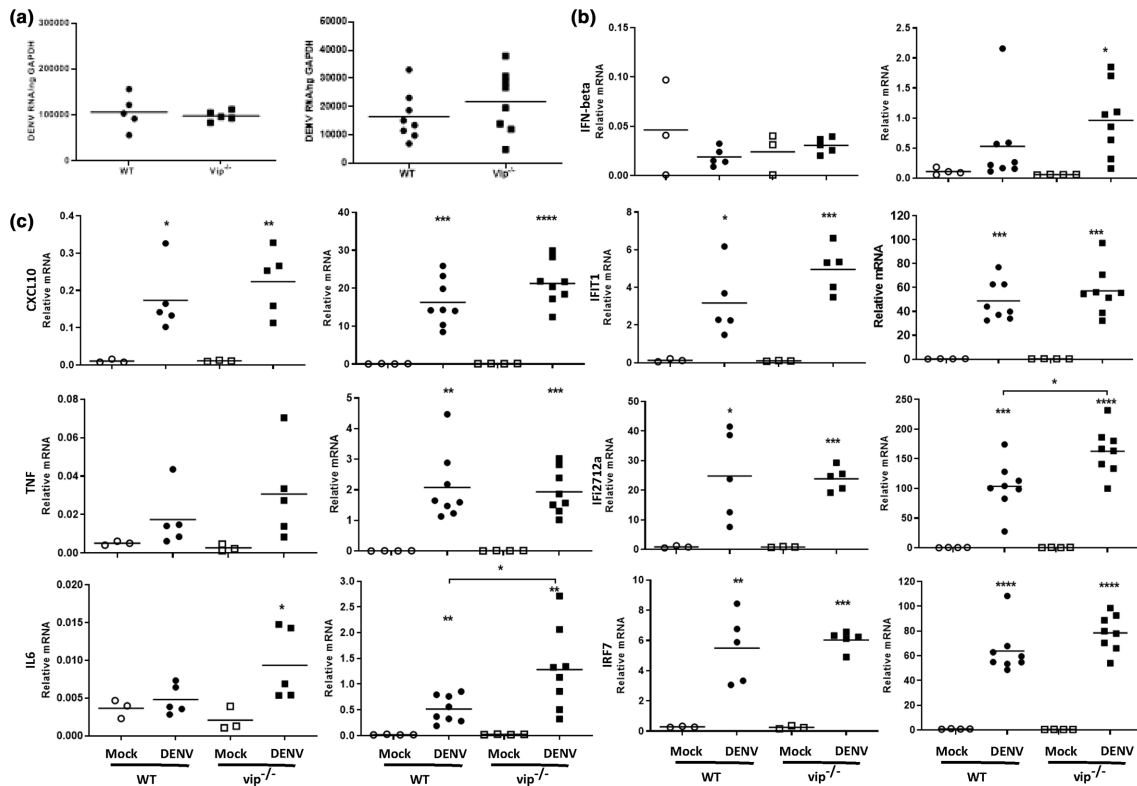 (a)
DENV RNA/ng GAPDH
300000
200000
100000
0
WT
Vip-/-
DENV RNA/ng GAPDH
60000
50000
40000
30000
20000
10000
0
WT
Vip-/-
(b)
IFN-beta
Relative mRNA
0.15
0.10
0.05
0.00
Relative mRNA
2.5
2.0
1.5
1.0
0.5
0.0
*
(c)
CXCL10
Relative mRNA
0.4
0.3
0.2
0.1
0.0
*
**
Relative mRNA
40
30
20
10
0
***
****
IFIT1
Relative mRNA
8
6
4
2
0
*
***
Relative mRNA
120
100
80
60
40
20
0
***
***
TNF
Relative mRNA
0.08
0.06
0.04
0.02
0.00
Relative mRNA
5
4
3
2
1
0
**
***
IFi2712a
Relative mRNA
60
50
40
30
20
10
0
*
***
Relative mRNA
250
200
150
100
50
0
*
***
****
IL6
Relative mRNA
0.020
0.015
0.010
0.005
0.000
*
Mock
DENV
Mock
DENV
WT
vip-/-
Relative mRNA
3.0
2.5
2.0
1.5
1.0
0.5
0.0
*
**
**
Mock
DENV
Mock
DENV
WT
vip-/-
IRF7
Relative mRNA
10
8
6
4
2
0
**
***
Mock
DENV
Mock
DENV
WT
vip-/-
Relative mRNA
120
100
80
60
40
20
0
****
****
Mock
DENV
Mock
DENV
WT
vip-/-